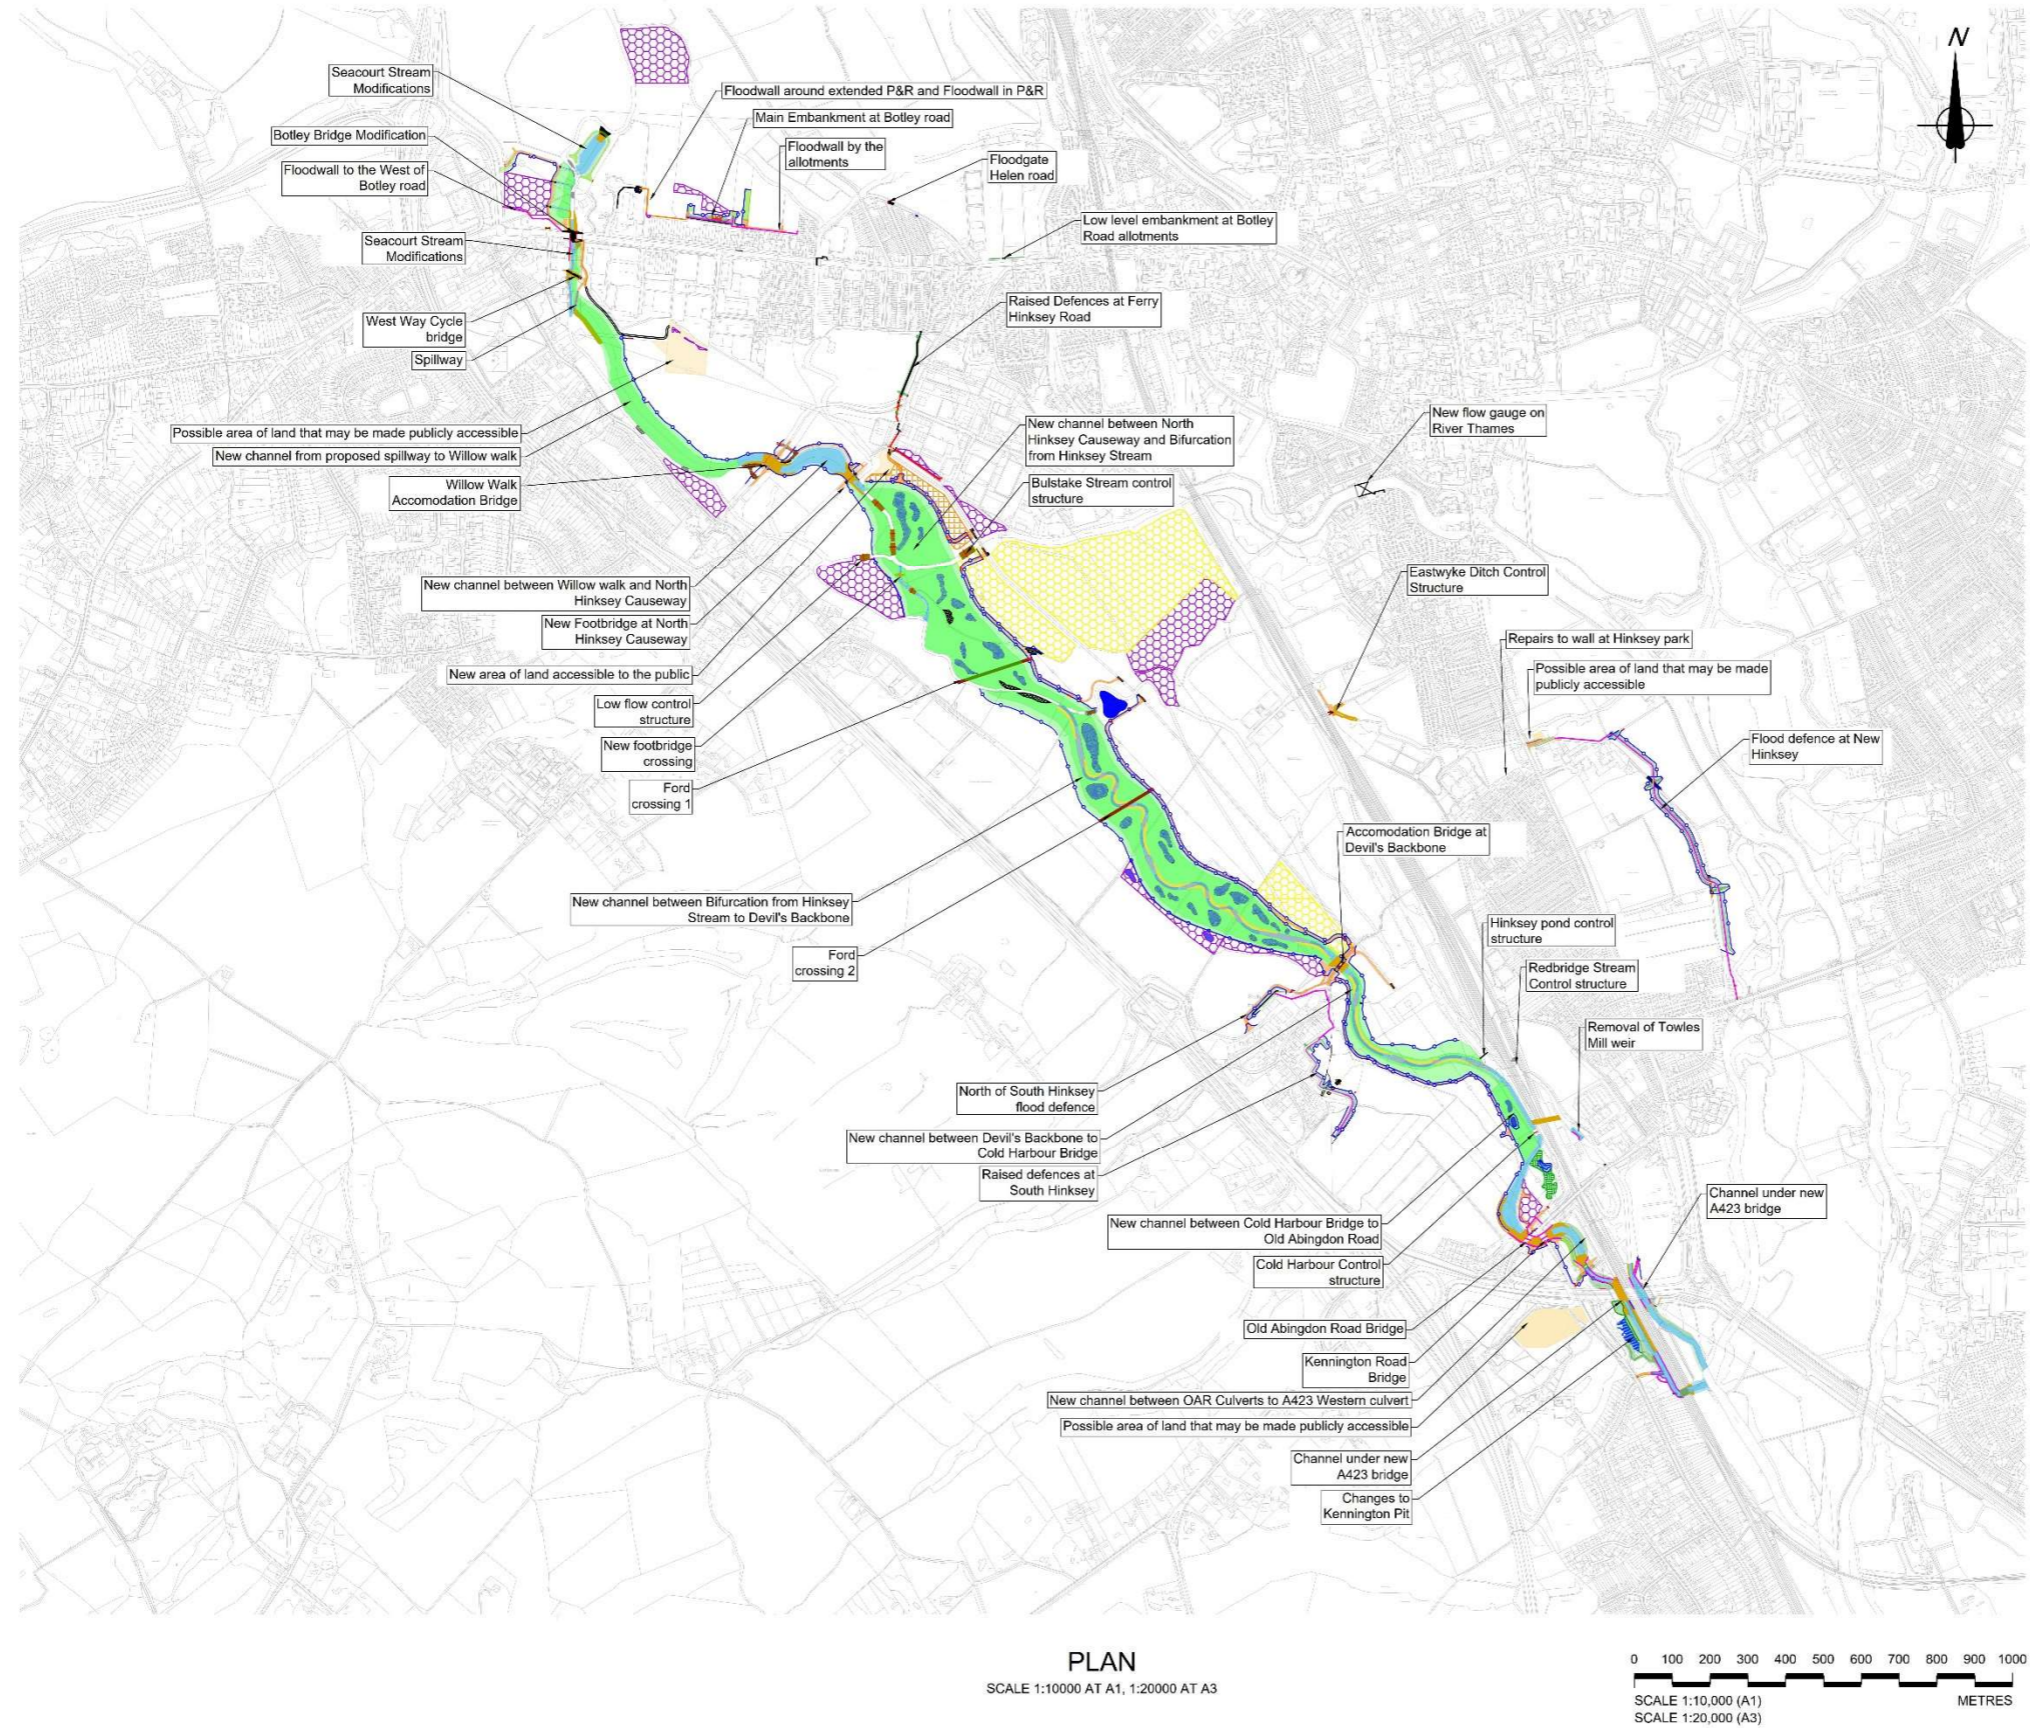 N
Seacourt Stream
Modifications
Floodwall around extended P&R and Floodwall in P&R
Main Embankment at Botley road
Botley Bridge Modification
Floodwall by the
allotments
Floodgate
Helen road
Floodwall to the West of
Botley road
Low level embankment at Botley
Road allotments
Seacourt Stream
Modifications
Raised Defences at Ferry
Hinksey Road
West Way Cycle
bridge
Spillway
New flow gauge on
River Thames
New channel between North
Hinksey Causeway and Bifurcation
from Hinksey Stream
Possible area of land that may be made publicly accessible
New channel from proposed spillway to Willow walk
Willow Walk
Accomodation Bridge
Bulstake Stream control
structure
Eastwyke Ditch Control
Structure
New channel between Willow walk and North
Hinksey Causeway
New Footbridge at North
Hinksey Causeway
Repairs to wall at Hinksey park
New area of land accessible to the public
Possible area of land that may be made
publicly accessible
Low flow control
structure
New footbridge
crossing
Flood defence at New
Hinksey
Ford
crossing 1
Accomodation Bridge at
Devil's Backbone
New channel between Bifurcation from Hinksey
Stream to Devil's Backbone
Hinksey pond control
structure
Ford
crossing 2
Redbridge Stream
Control structure
Removal of Towles
Mill weir
North of South Hinksey
flood defence
New channel between Devil's Backbone to
Cold Harbour Bridge
Raised defences at
South Hinksey
Channel under new
A423 bridge
New channel between Cold Harbour Bridge to
Old Abingdon Road
Cold Harbour Control
structure
Old Abingdon Road Bridge
Kennington Road
Bridge
New channel between OAR Culverts to A423 Western culvert
Possible area of land that may be made publicly accessible
Channel under new
A423 bridge
Changes to
Kennington Pit
PLAN
SCALE 1:10000 AT A1, 1:20000 AT A3
0 100 200 300 400 500 600 700 800 900 1000
SCALE 1:10,000 (A1) METRES
SCALE 1:20,000 (A3)